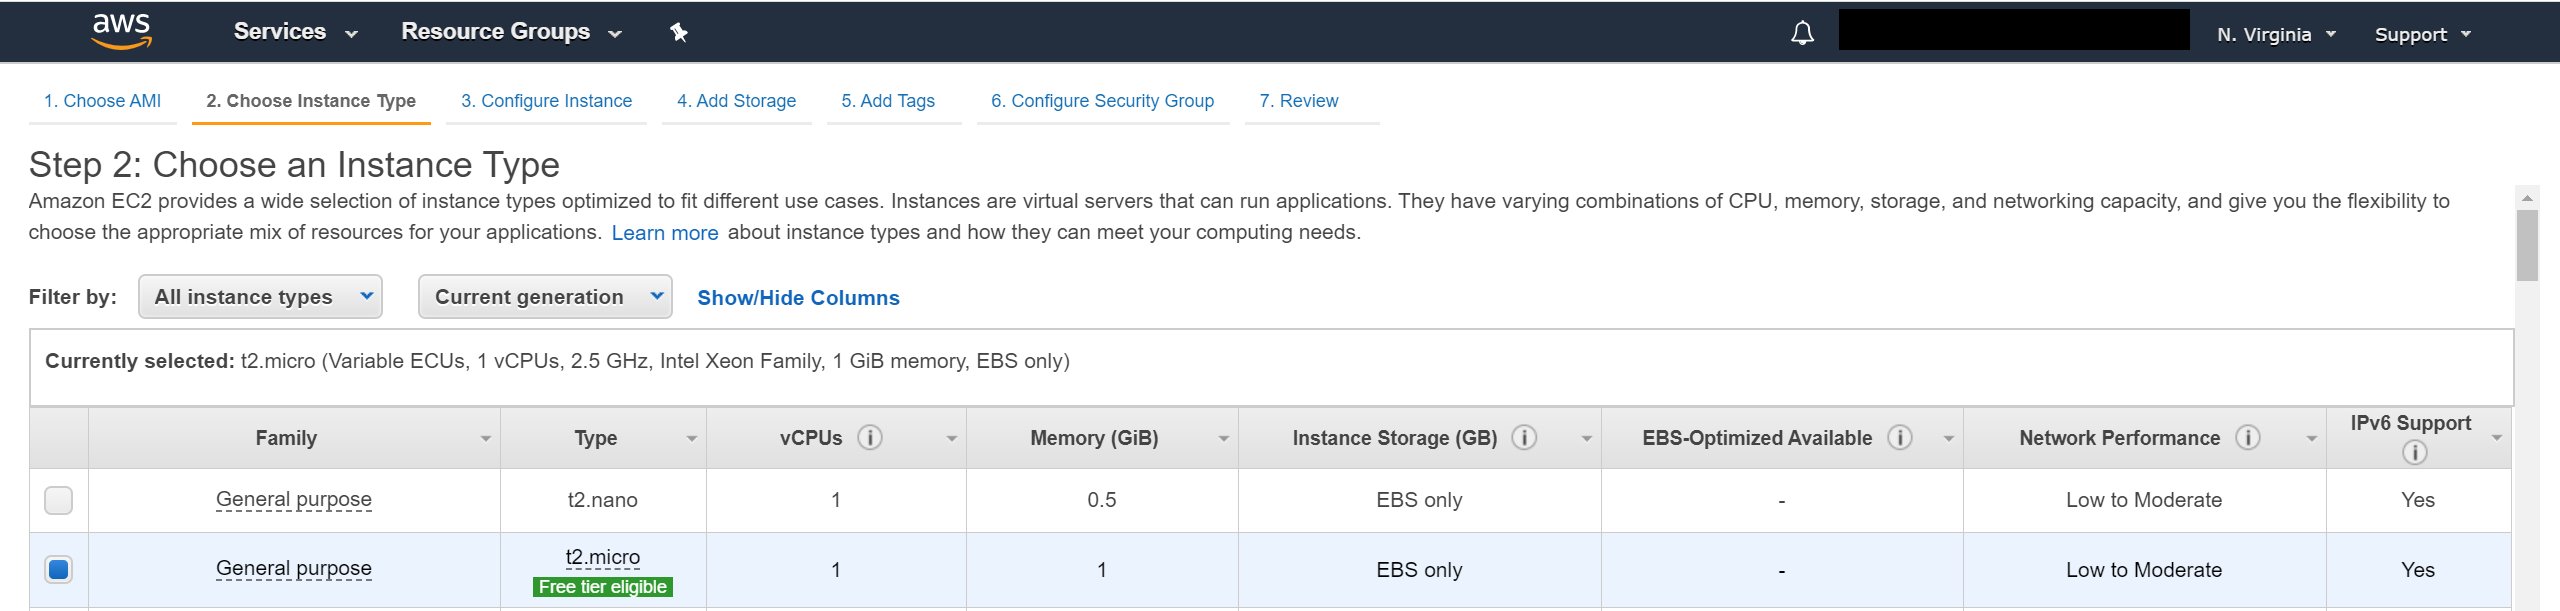 aws Services Resource Groups N. Virginia Support
1. Choose AMI 2. Choose Instance Type 3. Configure Instance 4. Add Storage 5. Add Tags 6. Configure Security Group 7. Review
Step 2: Choose an Instance Type
Amazon EC2 provides a wide selection of instance types optimized to fit different use cases. Instances are virtual servers that can run applications. They have varying combinations of CPU, memory, storage, and networking capacity, and give you the flexibility to
choose the appropriate mix of resources for your applications. Learn more about instance types and how they can meet your computing needs.
Filter by: All instance types Current generation Show/Hide Columns
Currently selected: t2.micro (Variable ECUs, 1 vCPUs, 2.5 GHz, Intel Xeon Family, 1 GiB memory, EBS only)
Family Type vCPUs i Memory (GiB) Instance Storage (GB) i EBS-Optimized Available i Network Performance i IPv6 Support i
General purpose t2.nano 1 0.5 EBS only - Low to Moderate Yes
General purpose t2.micro 1 1 EBS only - Low to Moderate Yes
Free tier eligible